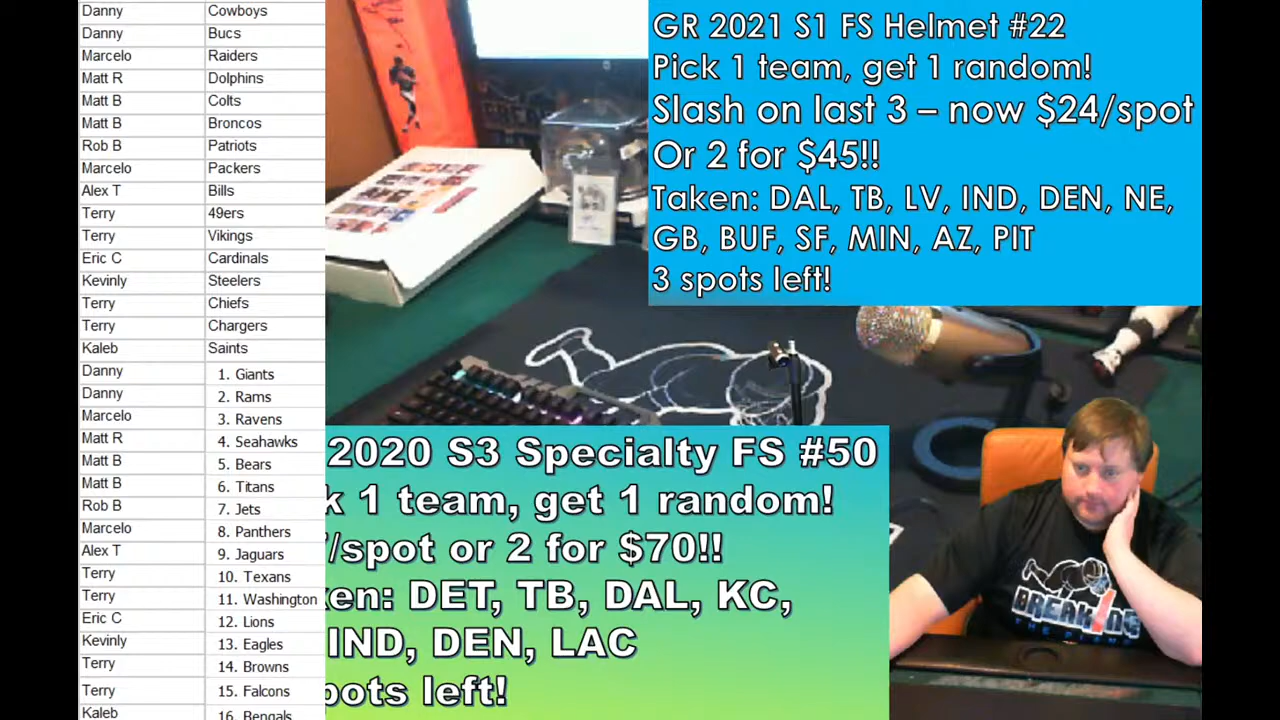 Danny Cowboys
Danny Bucs
Marcelo Raiders
Matt R Dolphins
Matt B Colts
Matt B Broncos
Rob B Patriots
Marcelo Packers
Alex T Bills
Terry 49ers
Terry Vikings
Eric C Cardinals
Kevinly Steelers
Terry Chiefs
Terry Chargers
Kaleb Saints
Danny 1. Giants
Danny 2. Rams
Marcelo 3. Ravens
Matt R 4. Seahawks
Matt B 5. Bears
Matt B 6. Titans
Rob B 7. Jets
Marcelo 8. Panthers
Alex T 9. Jaguars
Terry 10. Texans
Terry 11. Washington
Eric C 12. Lions
Kevinly 13. Eagles
Terry 14. Browns
Terry 15. Falcons
Kaleb 16. Bengals
GR 2021 S1 FS Helmet #22
Pick 1 team, get 1 random!
Slash on last 3 – now $24/spot
Or 2 for $45!!
Taken: DAL, TB, LV, IND, DEN, NE,
GB, BUF, SF, MIN, AZ, PIT
3 spots left!
2020 S3 Specialty FS #50
k 1 team, get 1 random!
/spot or 2 for $70!!
ken: DET, TB, DAL, KC,
IND, DEN, LAC
pots left!
BREAKING
THE PLANE